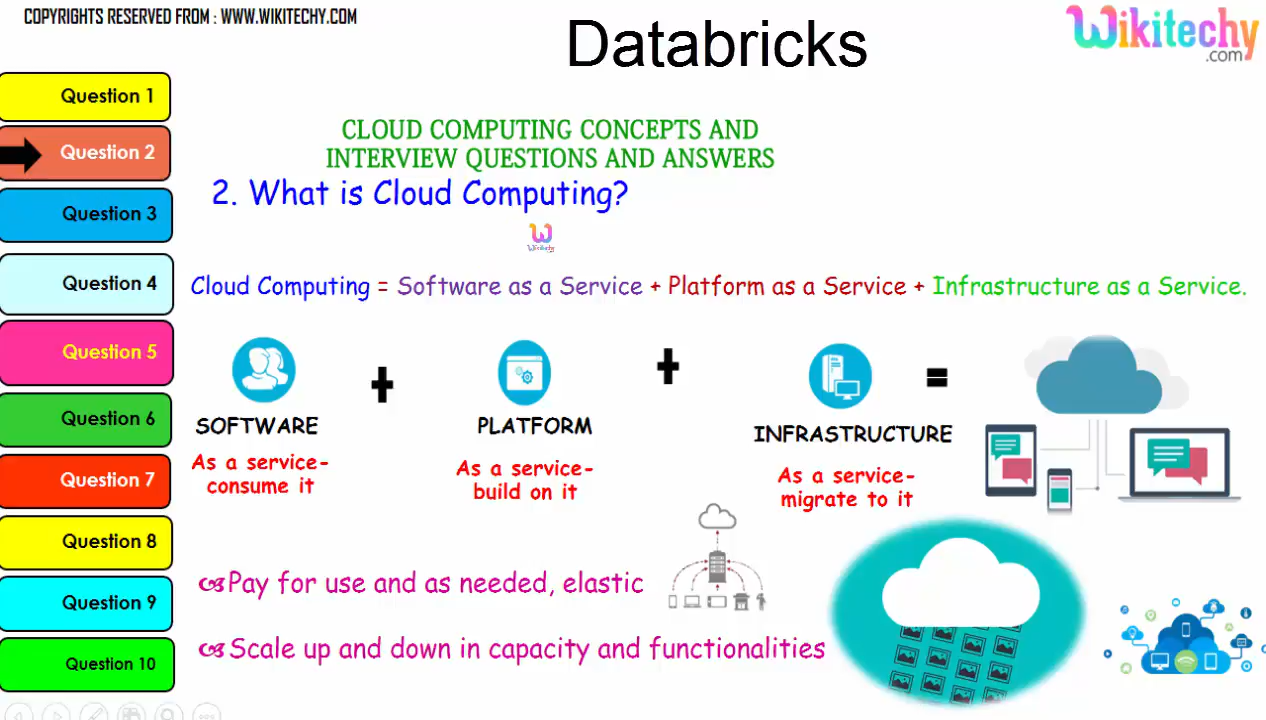 COPYRIGHTS RESERVED FROM : WWW.WIKITECHY.COM
Databricks
Wikitechy
.com
Question 1
Question 2
Question 3
Question 4
Question 5
Question 6
Question 7
Question 8
Question 9
Question 10
CLOUD COMPUTING CONCEPTS AND
INTERVIEW QUESTIONS AND ANSWERS
2. What is Cloud Computing?
W
Wikitechy
Cloud Computing = Software as a Service + Platform as a Service + Infrastructure as a Service.
+
+
=
SOFTWARE
As a service-
consume it
PLATFORM
As a service-
build on it
INFRASTRUCTURE
As a service-
migrate to it
Pay for use and as needed, elastic
Scale up and down in capacity and functionalities